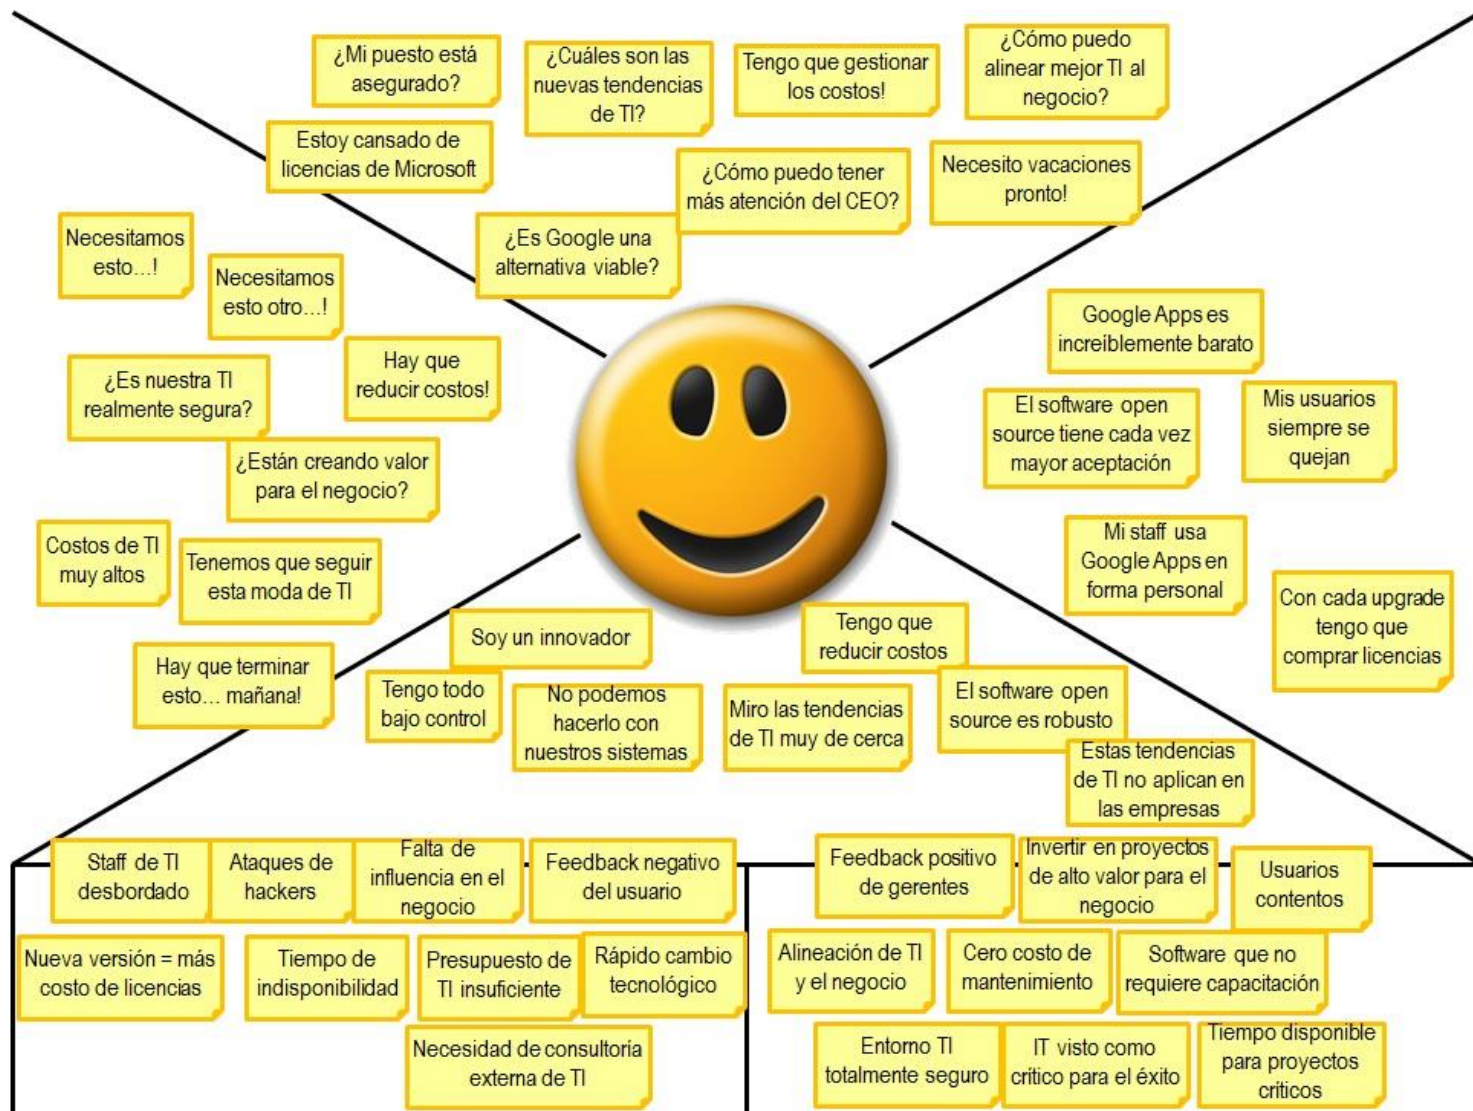 ¿Mi puesto está
asegurado?
¿Cuáles son las
nuevas tendencias
de TI?
Tengo que gestionar
los costos!
¿Cómo puedo
alinear mejor TI al
negocio?
Estoy cansado de
licencias de Microsoft
¿Cómo puedo tener
más atención del CEO?
Necesito vacaciones
pronto!
¿Es Google una
alternativa viable?
Necesitamos
esto...!
Necesitamos
esto otro...!
Hay que
reducir costos!
¿Es nuestra TI
realmente segura?
¿Están creando valor
para el negocio?
Costos de TI
muy altos
Tenemos que seguir
esta moda de TI
Hay que terminar
esto... mañana!
Google Apps es
increiblemente barato
El software open
source tiene cada vez
mayor aceptación
Mis usuarios
siempre se
quejan
Mi staff usa
Google Apps en
forma personal
Con cada upgrade
tengo que
comprar licencias
Soy un innovador
Tengo que
reducir costos
Tengo todo
bajo control
No podemos
hacerlo con
nuestros sistemas
Miro las tendencias
de TI muy de cerca
El software open
source es robusto
Estas tendencias
de TI no aplican en
las empresas
Staff de TI
desbordado
Ataques de
hackers
Falta de
influencia en el
negocio
Feedback negativo
del usuario
Nueva versión = más
costo de licencias
Tiempo de
indisponibilidad
Presupuesto de
TI insuficiente
Rápido cambio
tecnológico
Necesidad de consultoría
externa de TI
Feedback positivo
de gerentes
Invertir en proyectos
de alto valor para el
negocio
Usuarios
contentos
Alineación de TI
y el negocio
Cero costo de
mantenimiento
Software que no
requiere capacitación
Entorno TI
totalmente seguro
IT visto como
crítico para el éxito
Tiempo disponible
para proyectos
críticos